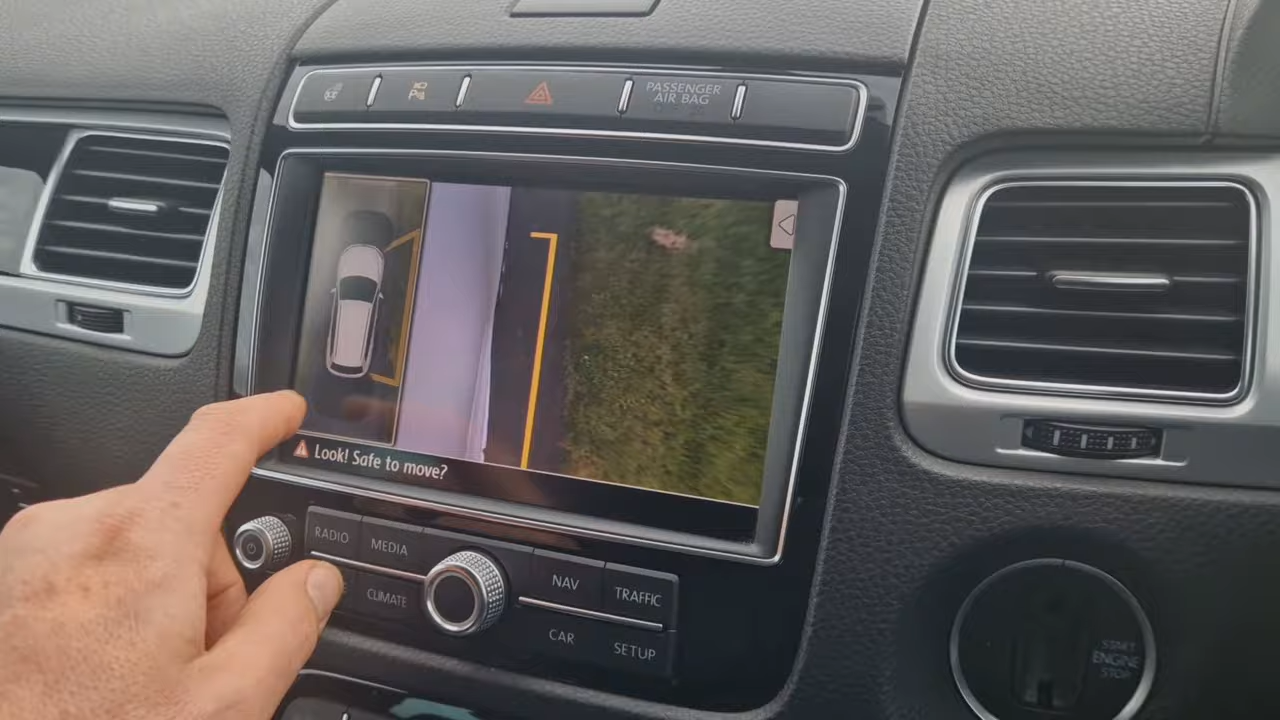 PASSENGER
AIR BAG
Look! Safe to move?
RADIO
MEDIA
NAV
TRAFFIC
CLIMATE
CAR
SETUP
START
ENGINE
STOP